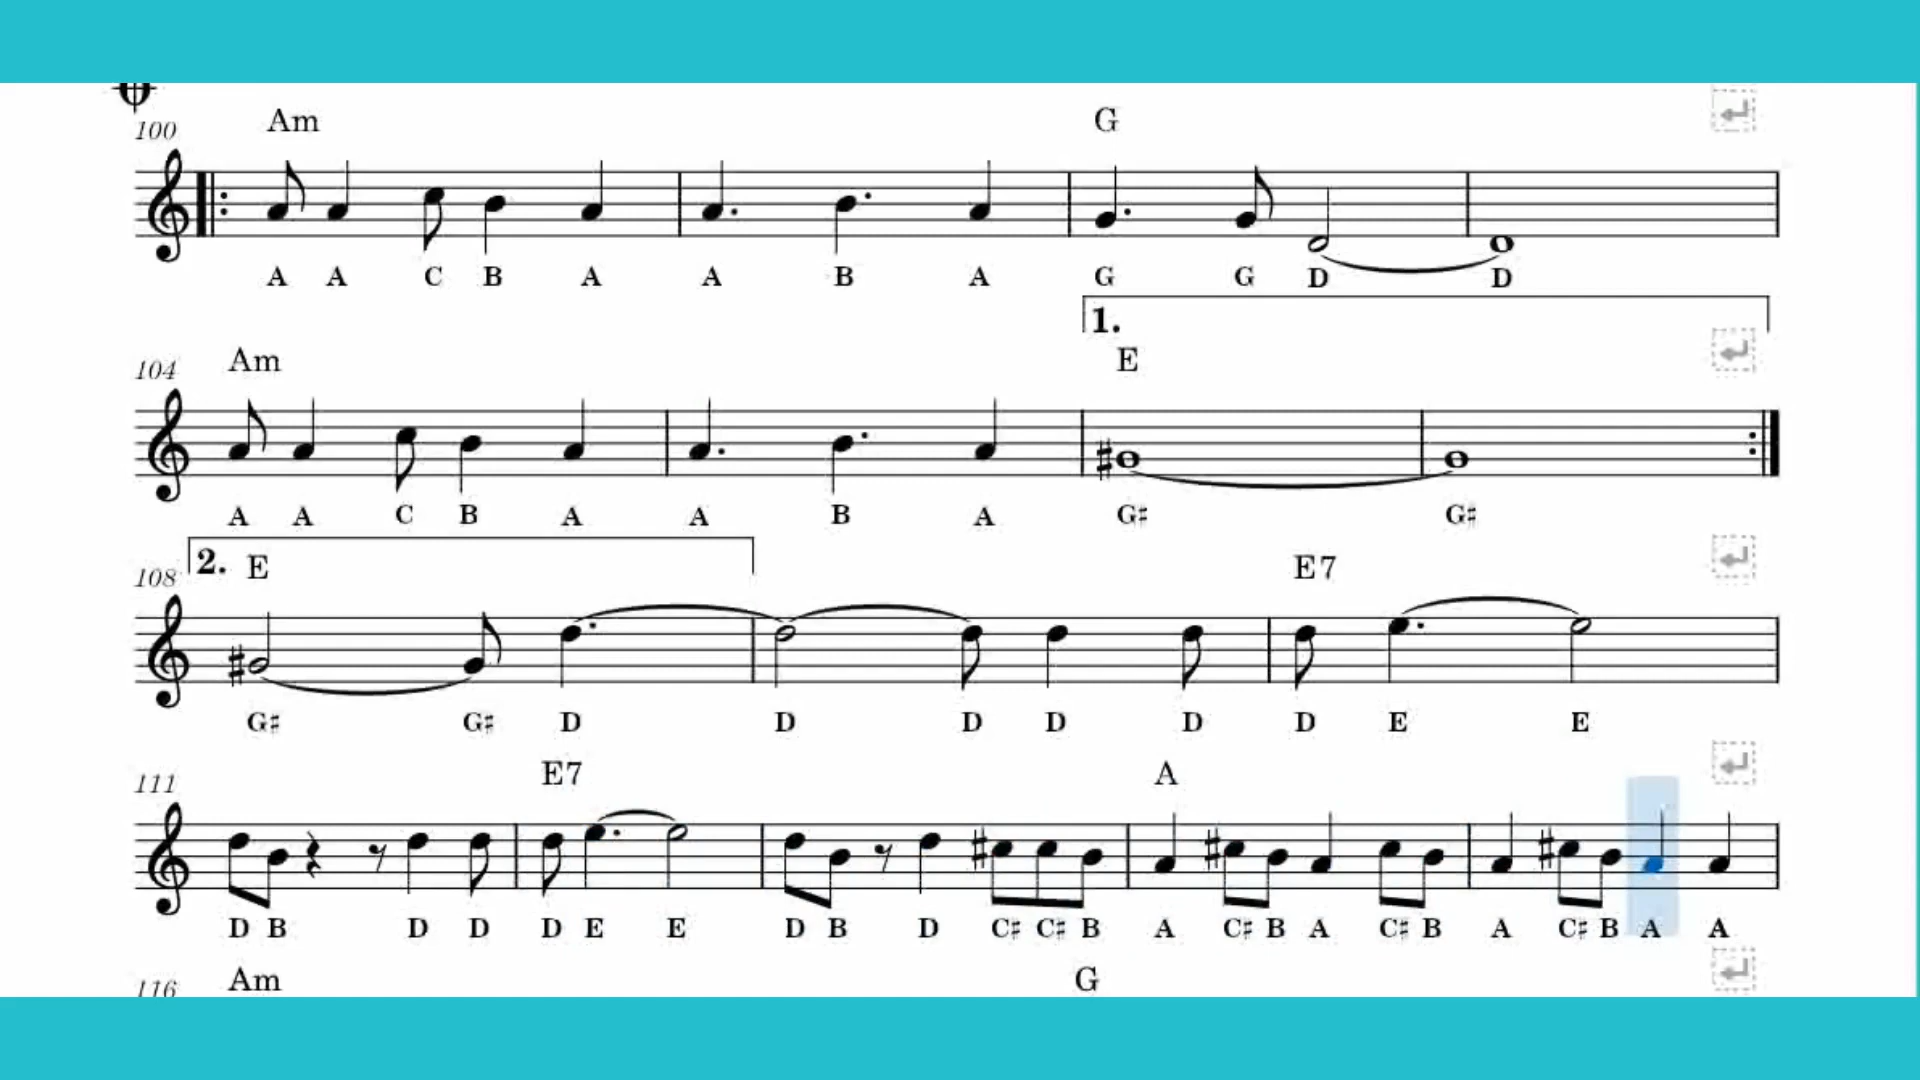 100 Am G
A A C B A A B A G G D D
1.
104 Am E
A A C B A A B A G♯ G♯
2. E E7
108
G♯ G♯ D D D D D D E E
111 E7 A
D B D D D E E D B D C♯ C♯ B A C♯ B A C♯ B A C♯ B A A
116 Am G